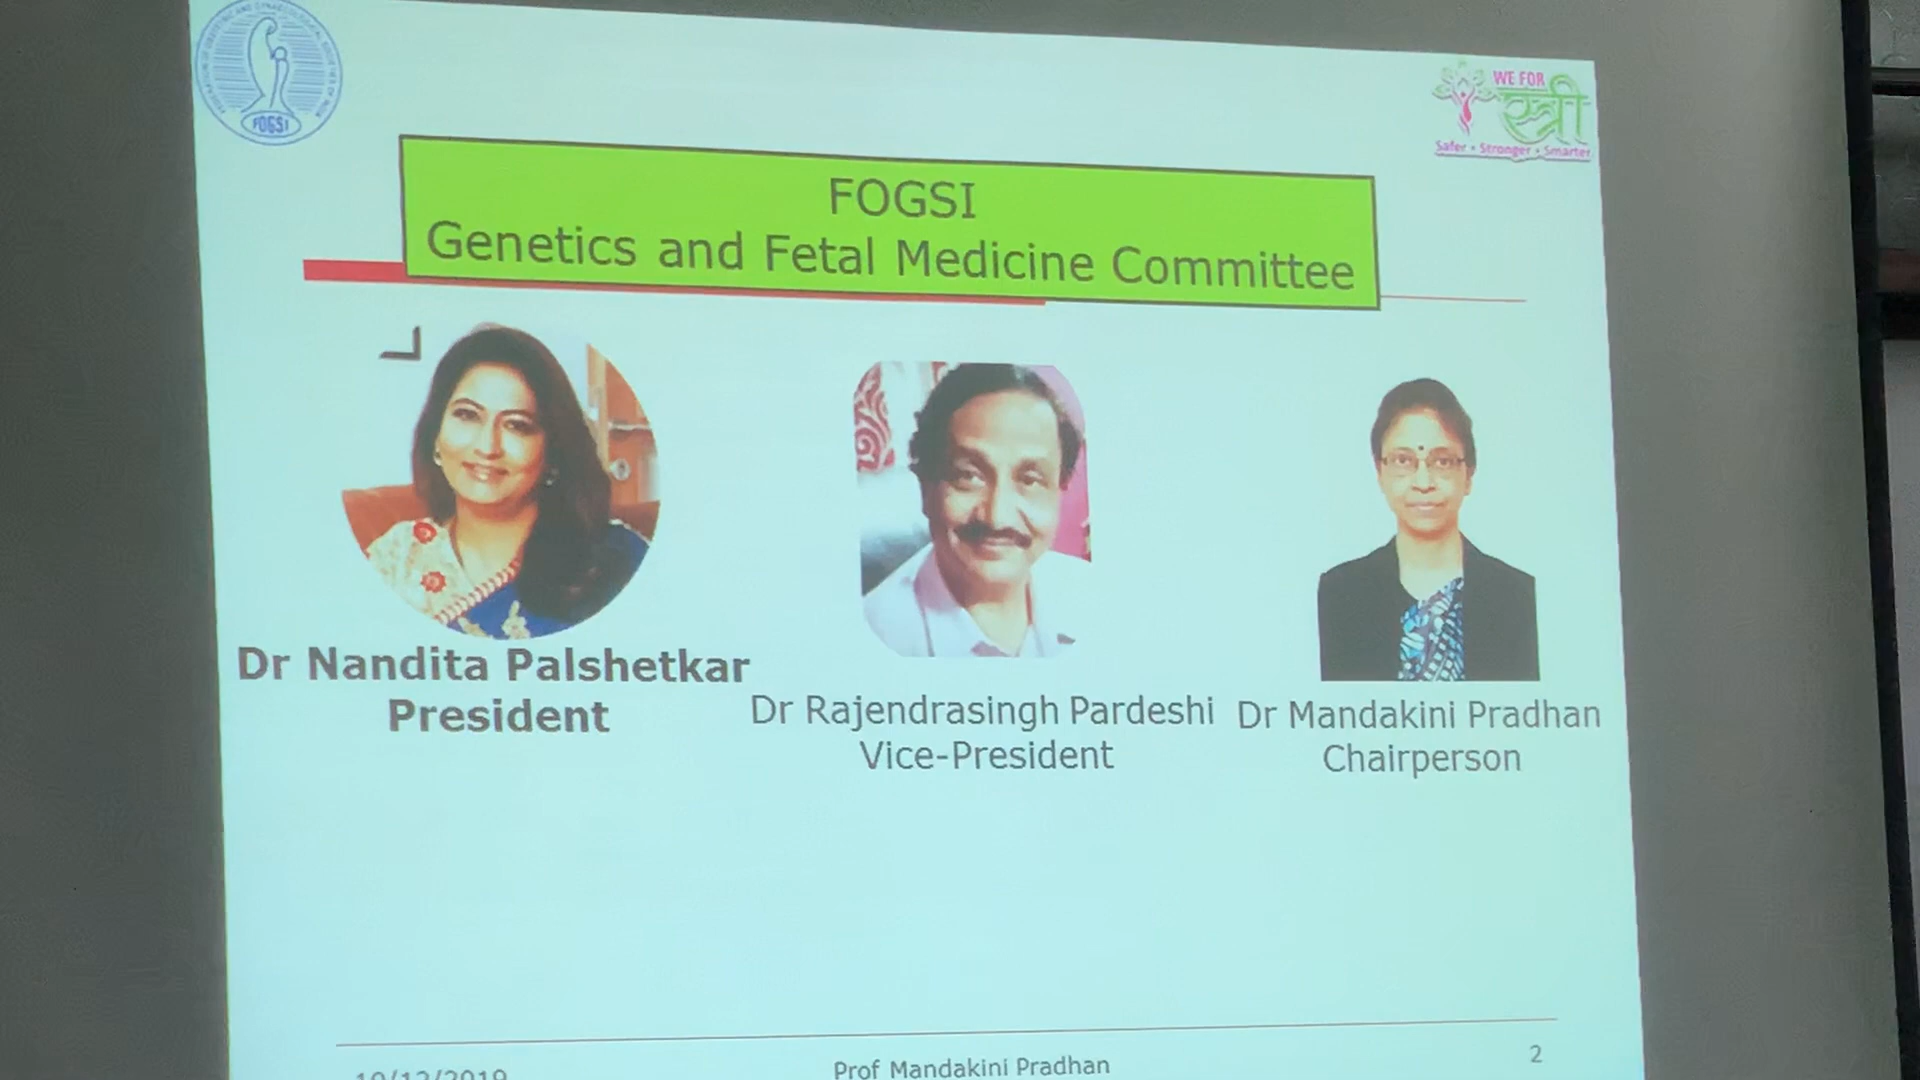 FOGSI
WE FOR
स्त्री
Safer • Stronger • Smarter
FOGSI
Genetics and Fetal Medicine Committee
Dr Nandita Palshetkar
President
Dr Rajendrasingh Pardeshi
Vice-President
Dr Mandakini Pradhan
Chairperson
Prof Mandakini Pradhan
2